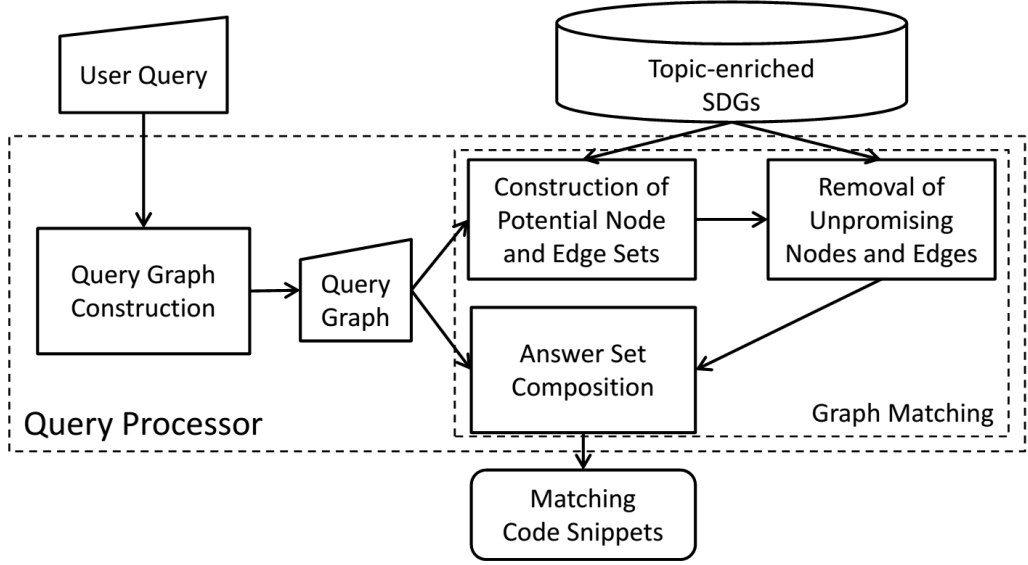 User Query
Topic-enriched
SDGs
Construction of
Potential Node
and Edge Sets
Removal of
Unpromising
Nodes and Edges
Query Graph
Construction
Query
Graph
Answer Set
Composition
Graph Matching
Query Processor
Matching
Code Snippets